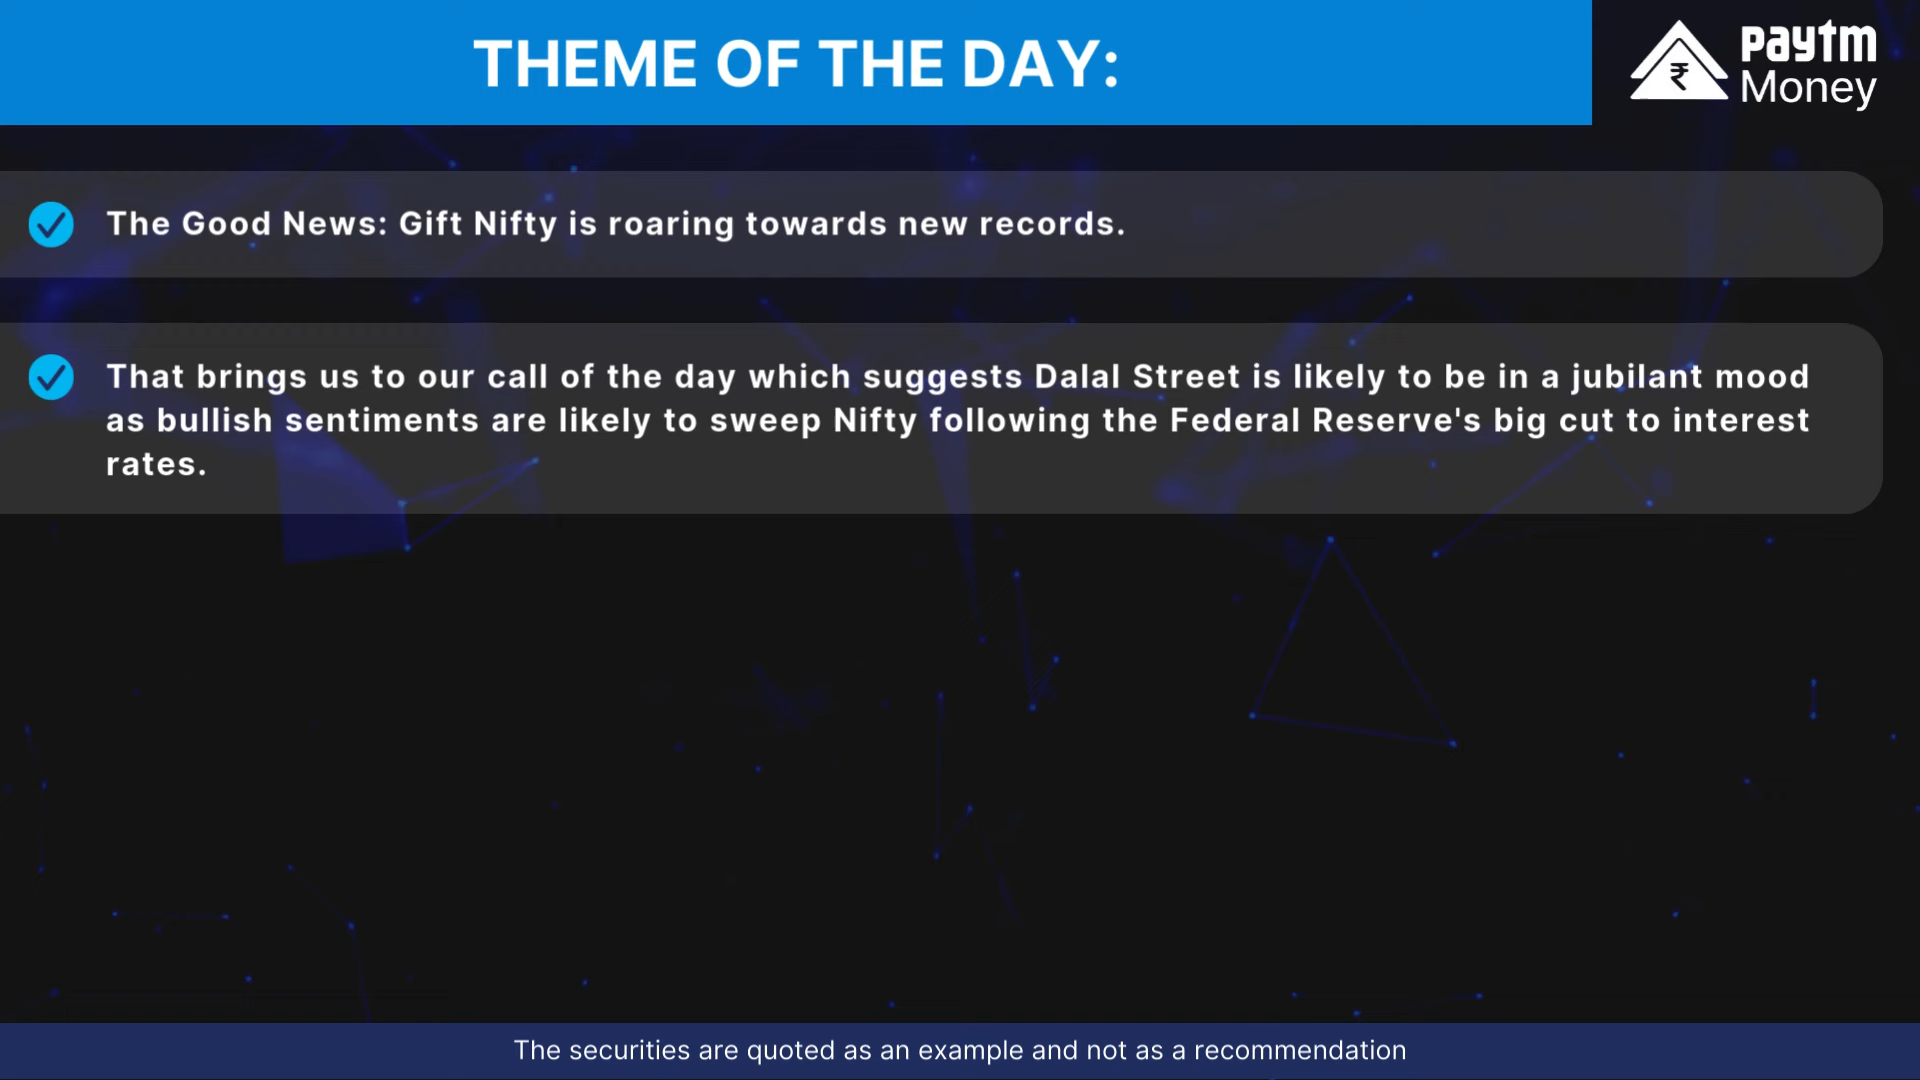 THEME OF THE DAY:
paytm
Money
The Good News: Gift Nifty is roaring towards new records.
That brings us to our call of the day which suggests Dalal Street is likely to be in a jubilant mood
as bullish sentiments are likely to sweep Nifty following the Federal Reserve's big cut to interest
rates.
The securities are quoted as an example and not as a recommendation